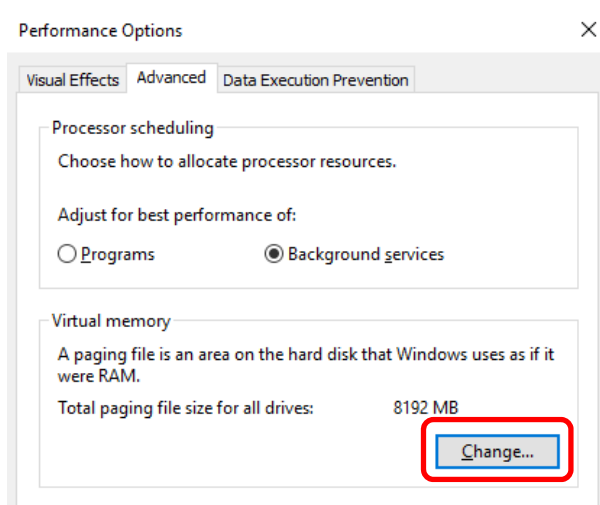 Performance Options
Visual Effects Advanced Data Execution Prevention
Processor scheduling
Choose how to allocate processor resources.
Adjust for best performance of:
Programs Background services
Virtual memory
A paging file is an area on the hard disk that Windows uses as if it
were RAM.
Total paging file size for all drives: 8192 MB
Change...